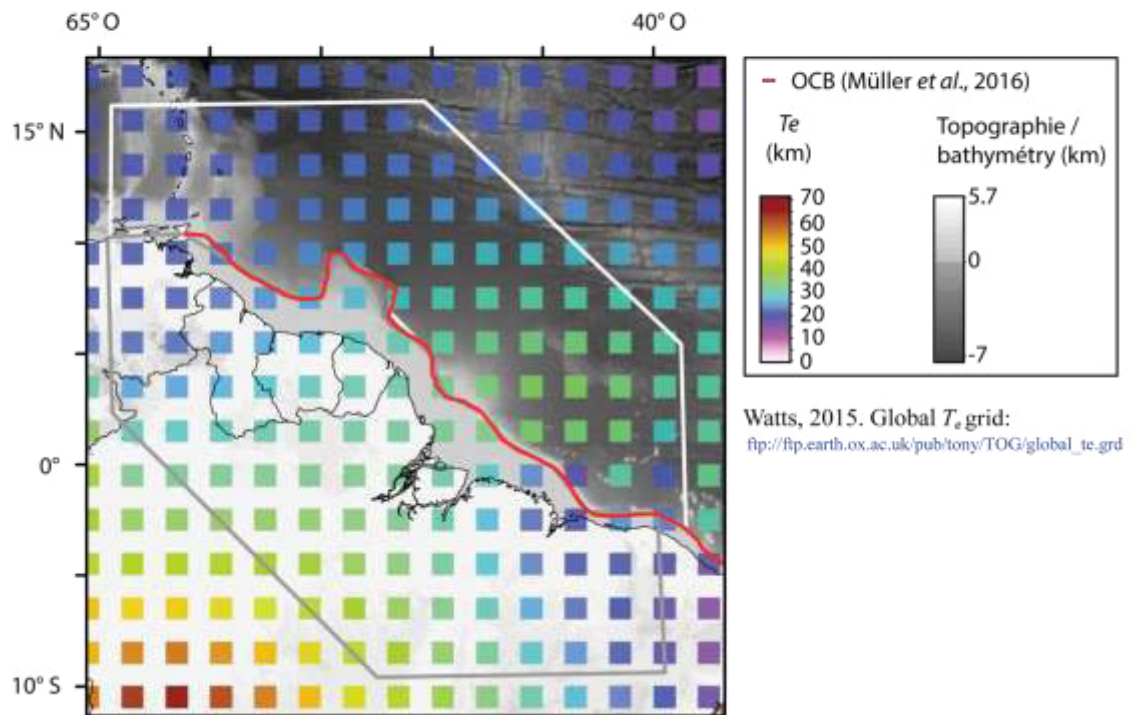 65° O 40° O
15° N
0°
10° S
OCB (Müller et al., 2016)
Te
(km)
Topographie /
bathymétry (km)
70
60
50
40
30
20
10
0
5.7
0
-7
Watts, 2015. Global Te grid:
ftp://ftp.earth.ox.ac.uk/pub/tony/TOG/global_te.grd